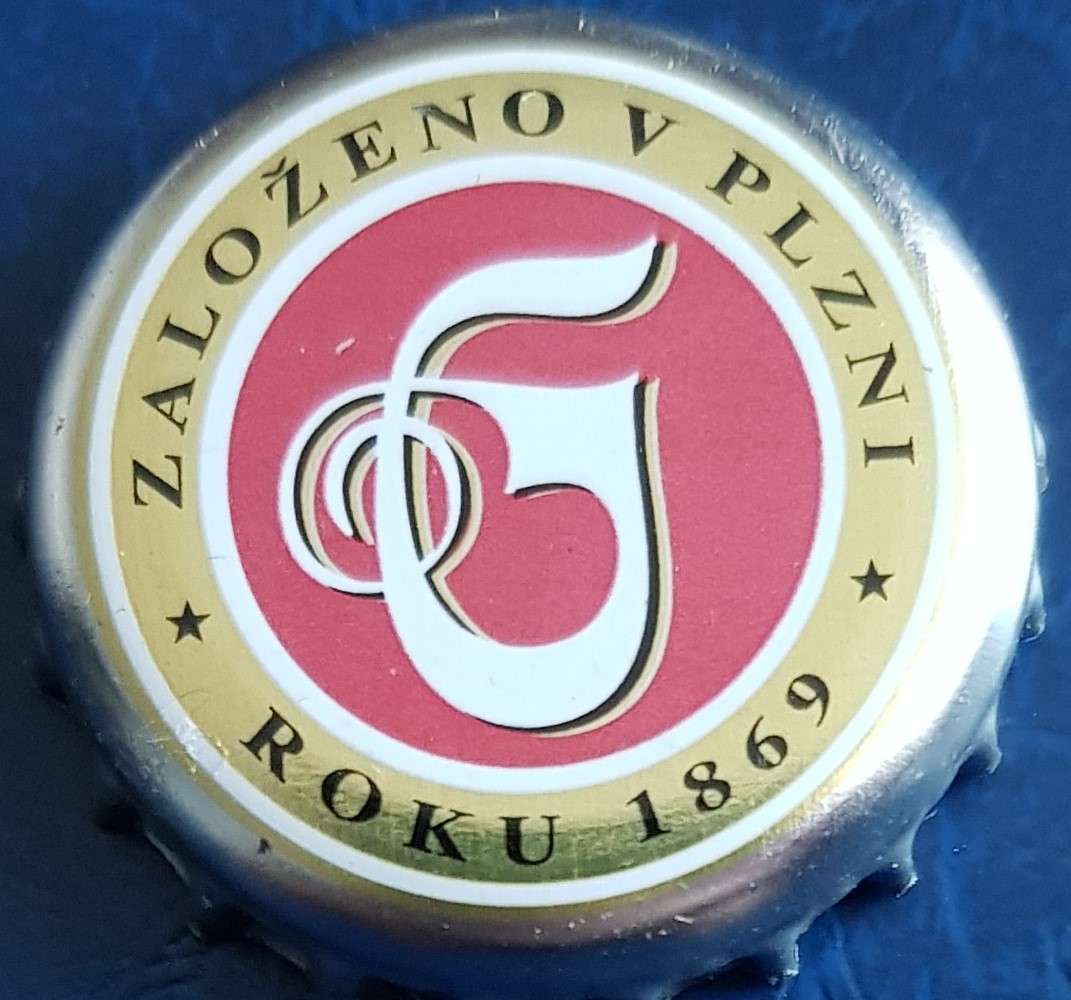 ZALOŽENO V PLZNI
★ ROKU 1869 ★
G